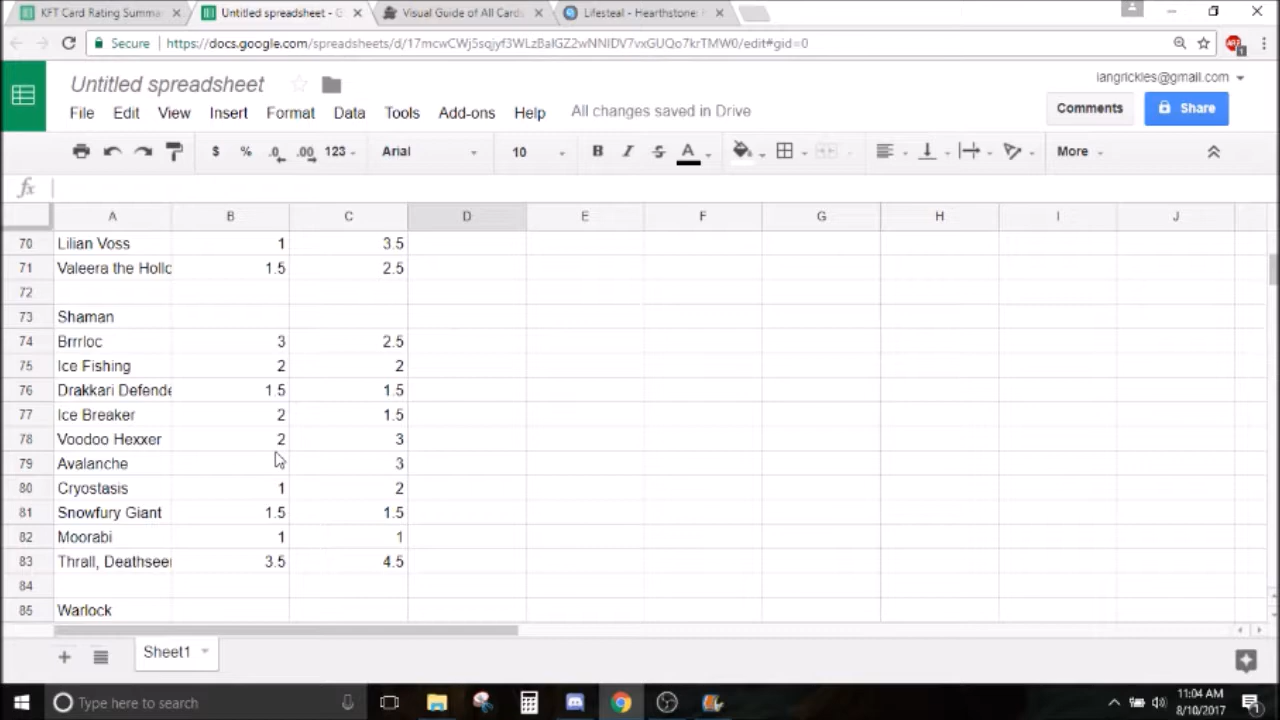 KFT Card Rating Summa
Untitled spreadsheet - G
Visual Guide of All Cards
Lifesteal - Hearthstone:
Secure https://docs.google.com/spreadsheets/d/17mcwCWj5sqjyf3WLzBalGZ2wNNIDV7vxGUQo7krTMW0/edit#gid=0
Untitled spreadsheet
iangrickles@gmail.com
File Edit View Insert Format Data Tools Add-ons Help All changes saved in Drive
Comments Share
$ % .0 .00 123 Arial 10 B I S A More
fx
A B C D E F G H I J
70 Lilian Voss 1 3.5
71 Valeera the Hollo 1.5 2.5
72
73 Shaman
74 Brrrloc 3 2.5
75 Ice Fishing 2 2
76 Drakkari Defende 1.5 1.5
77 Ice Breaker 2 1.5
78 Voodoo Hexxer 2 3
79 Avalanche 3
80 Cryostasis 1 2
81 Snowfury Giant 1.5 1.5
82 Moorabi 1 1
83 Thrall, Deathseer 3.5 4.5
84
85 Warlock
Sheet1
Type here to search
11:04 AM
8/10/2017